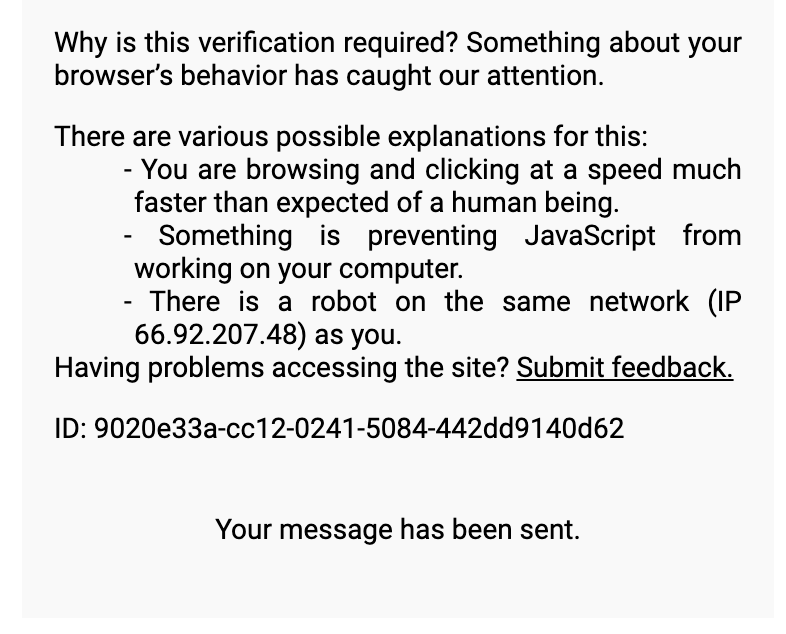 Why is this verification required? Something about your
browser’s behavior has caught our attention.
There are various possible explanations for this:
- You are browsing and clicking at a speed much
faster than expected of a human being.
- Something is preventing JavaScript from
working on your computer.
- There is a robot on the same network (IP
66.92.207.48) as you.
Having problems accessing the site? Submit feedback.
ID: 9020e33a-cc12-0241-5084-442dd9140d62
Your message has been sent.